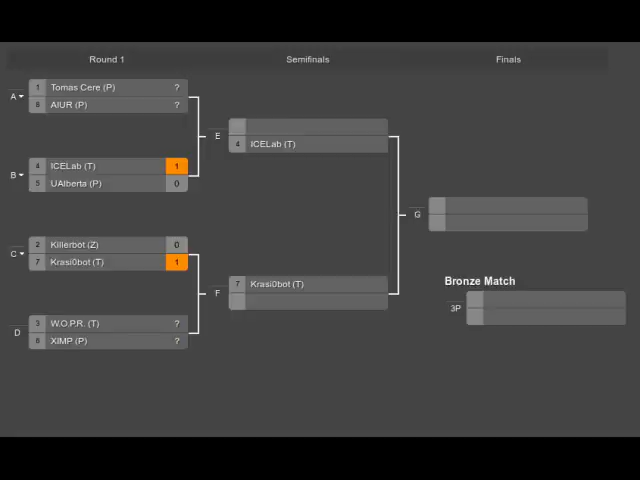 Round 1 Semifinals Finals
A
1 Tomas Cere (P) ?
8 AIUR (P) ?
E
4 ICELab (T)
B
4 ICELab (T) 1
5 UAlberta (P) 0
G
C
2 Killerbot (Z) 0
7 Krasi0bot (T) 1
Bronze Match
3P
F
7 Krasi0bot (T)
D
3 W.O.P.R. (T) ?
6 XIMP (P) ?